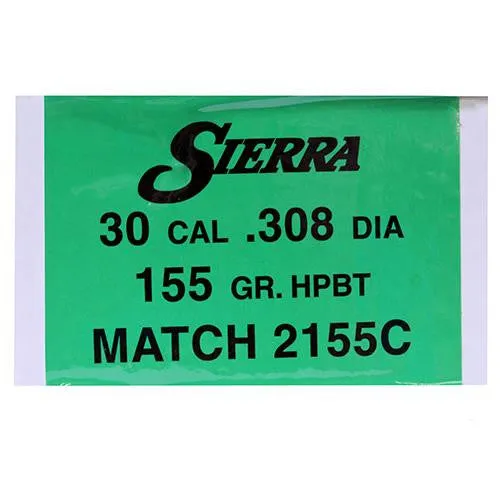 SIERRA
30 CAL .308 DIA
155 GR. HPBT
MATCH 2155C